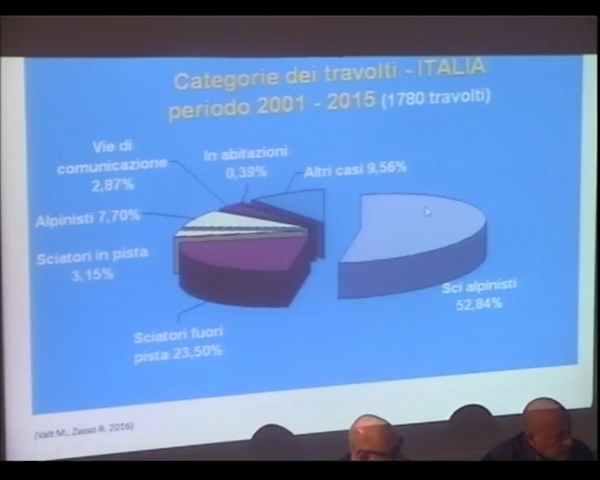 Categorie dei travolti - ITALIA
periodo 2001 - 2015 (1780 travolti)
Vie di
comunicazione
2,87%
In abitazioni
0,39%
Altri casi 9,56%
Alpinisti 7,70%
Sciatori in pista
3,15%
Sci alpinisti
52,84%
Sciatori fuori
pista 23,50%
(Valt M., Zasso R. 2016)